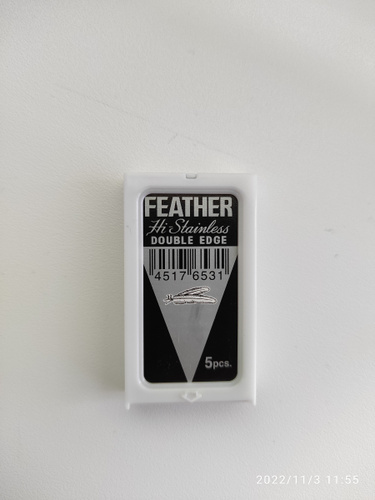 FEATHER
Hi Stainless
DOUBLE EDGE
4517 6531
5pcs.
2022/11/3 11:55